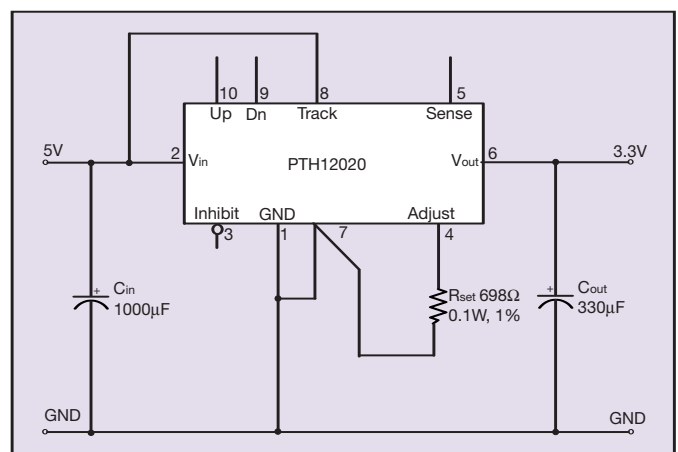 10 9 8 5
Up Dn Track Sense
5V 2 Vin PTH12020 Vout 6 3.3V
Inhibit GND Adjust
3 1 7 4
+ Cin
1000µF
Rset 698Ω
0.1W, 1%
+ Cout
330µF
GND GND